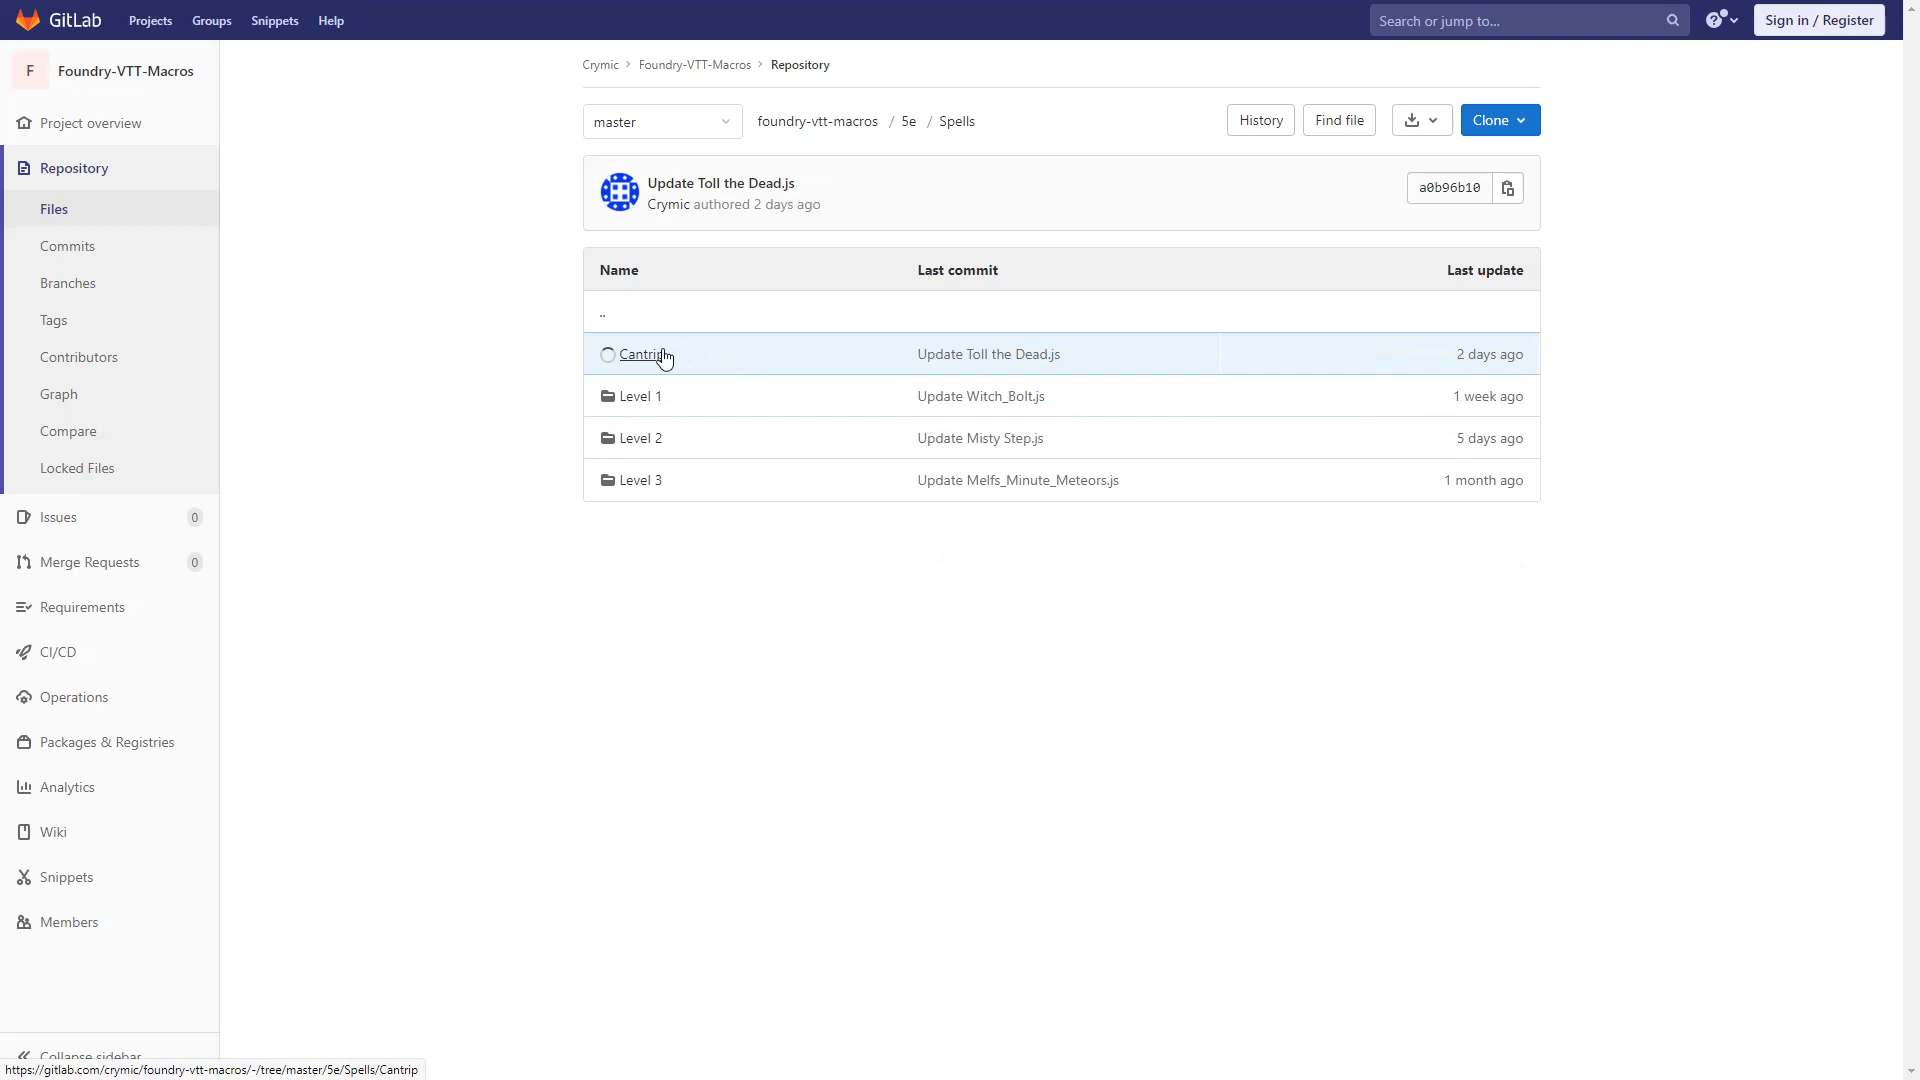 GitLab Projects Groups Snippets Help Search or jump to... Sign in / Register
F Foundry-VTT-Macros
Project overview
Repository
Files
Commits
Branches
Tags
Contributors
Graph
Compare
Locked Files
Issues 0
Merge Requests 0
Requirements
CI/CD
Operations
Packages & Registries
Analytics
Wiki
Snippets
Members
Collapse sidebar
Crymic > Foundry-VTT-Macros > Repository
master foundry-vtt-macros / 5e / Spells History Find file Clone
Update Toll the Dead.js
Crymic authored 2 days ago
a0b96b10
Name Last commit Last update
..
Cantrip Update Toll the Dead.js 2 days ago
Level 1 Update Witch_Bolt.js 1 week ago
Level 2 Update Misty Step.js 5 days ago
Level 3 Update Melfs_Minute_Meteors.js 1 month ago
https://gitlab.com/crymic/foundry-vtt-macros/-/tree/master/5e/Spells/Cantrip